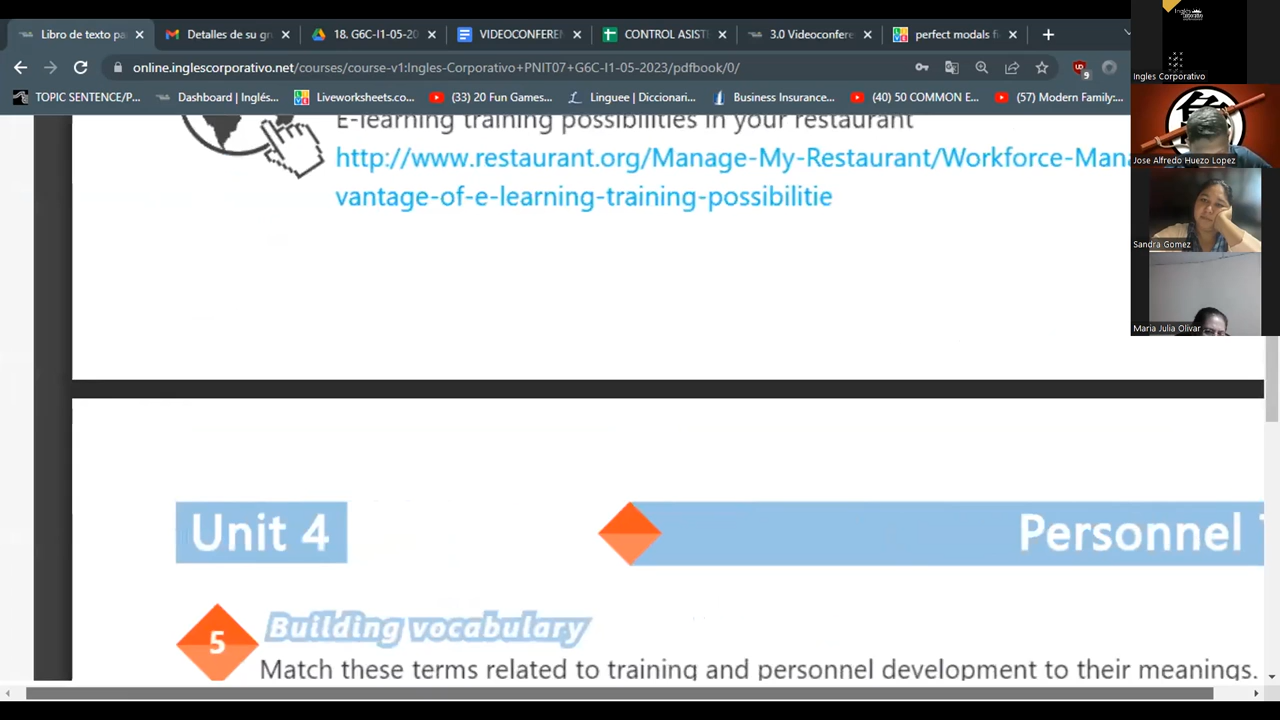 Libro de texto pa
Detalles de su gr
18. G6C-I1-05-20
VIDEOCONFEREN
CONTROL ASIST
3.0 Videoconfere
perfect modals fi
online.inglescorporativo.net/courses/course-v1:Ingles-Corporativo+PNIT07+G6C-I1-05-2023/pdfbook/0/
9
TOPIC SENTENCE/P...
Dashboard | Inglés...
Liveworksheets.co...
(33) 20 Fun Games...
Linguee | Diccionari...
Business Insurance...
(40) 50 COMMON E...
(57) Modern Family:...
Ingles Corporativo
Jose Alfredo Huezo Lopez
Sandra Gomez
Maria Julia Olivar
E-learning training possibilities in your restaurant
http://www.restaurant.org/Manage-My-Restaurant/Workforce-Mana
vantage-of-e-learning-training-possibilitie
Unit 4
Personnel
5
Building vocabulary
Match these terms related to training and personnel development to their meanings.